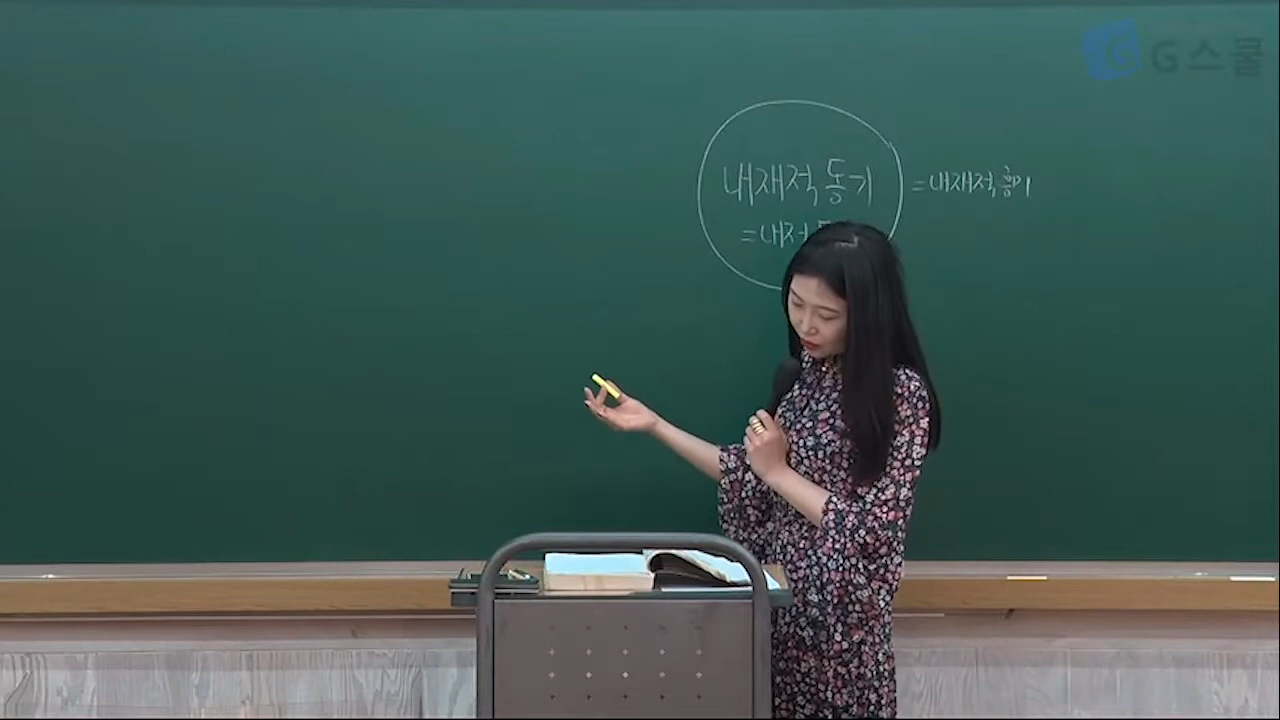 G스쿨
내재적 동기 = 내재적 흥미
= 내적